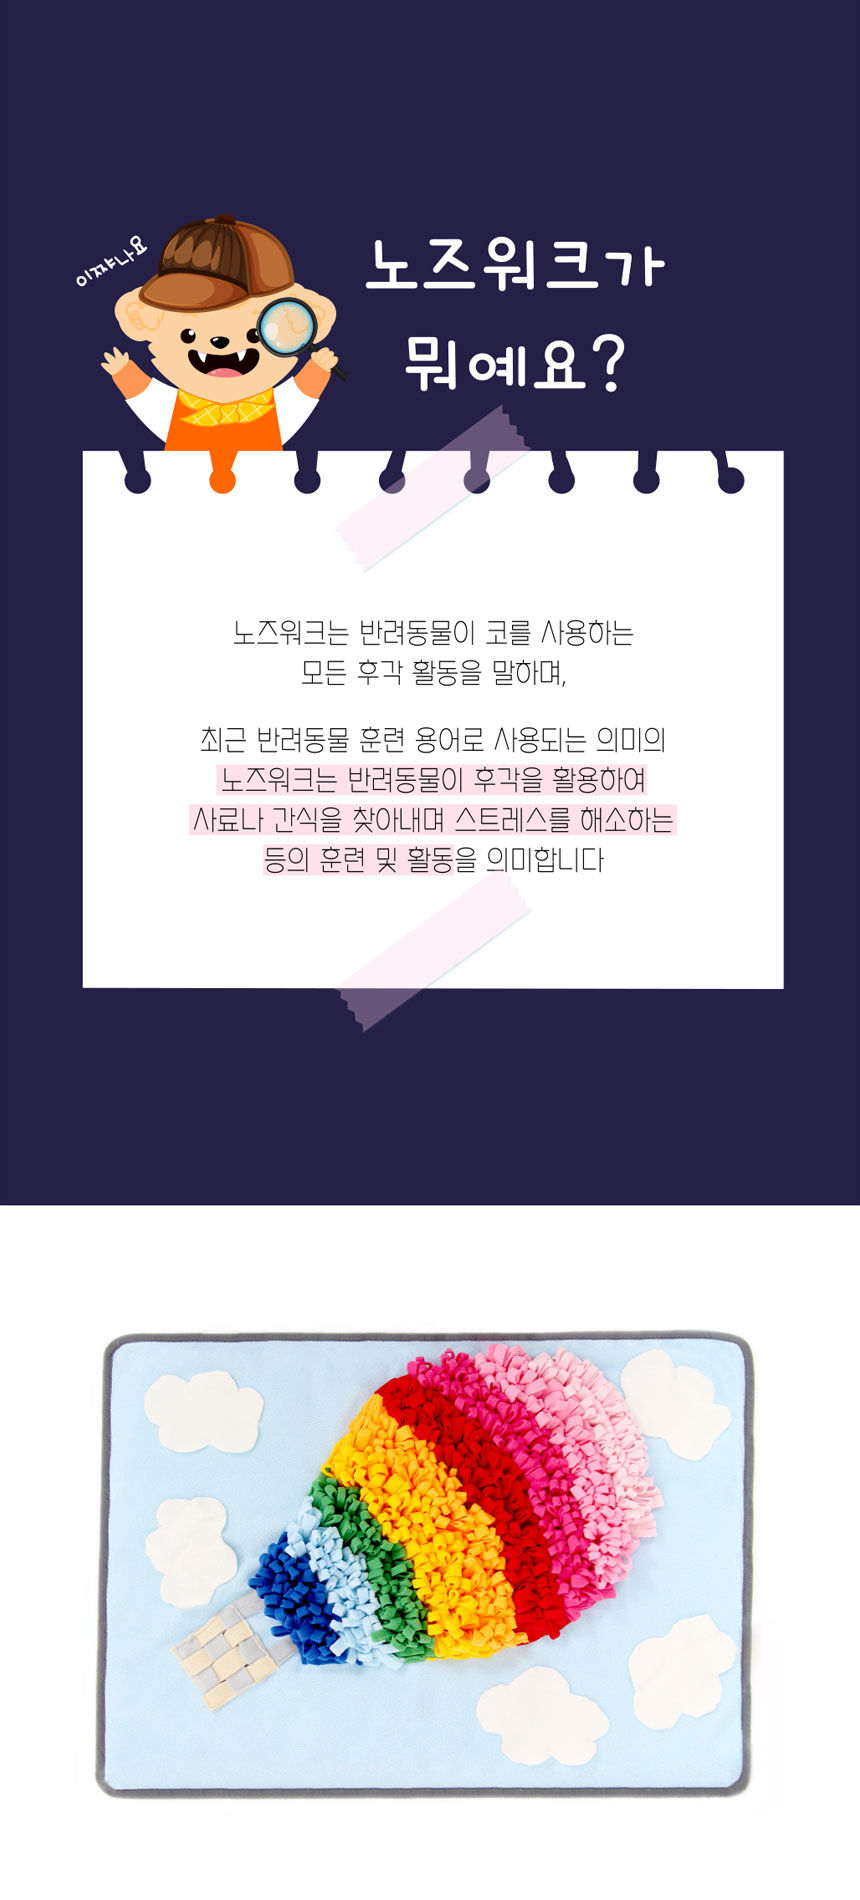 이쨔나요
노즈워크가
뭐예요?
노즈워크는 반려동물이 코를 사용하는
모든 후각 활동을 말하며,
최근 반려동물 훈련 용어로 사용되는 의미의
노즈워크는 반려동물이 후각을 활용하여
사료나 간식을 찾아내며 스트레스를 해소하는
등의 훈련 및 활동을 의미합니다